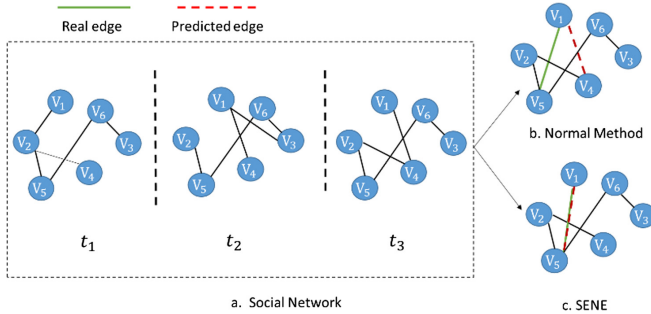 Real edge
Predicted edge
V1 V6 V2 V3 V4 V5
V1 V6 V2 V3 V4 V5
V1 V6 V2 V3 V4 V5
t1 t2 t3
a. Social Network
V1 V6 V2 V3 V4 V5
b. Normal Method
V1 V6 V2 V3 V4 V5
c. SENE